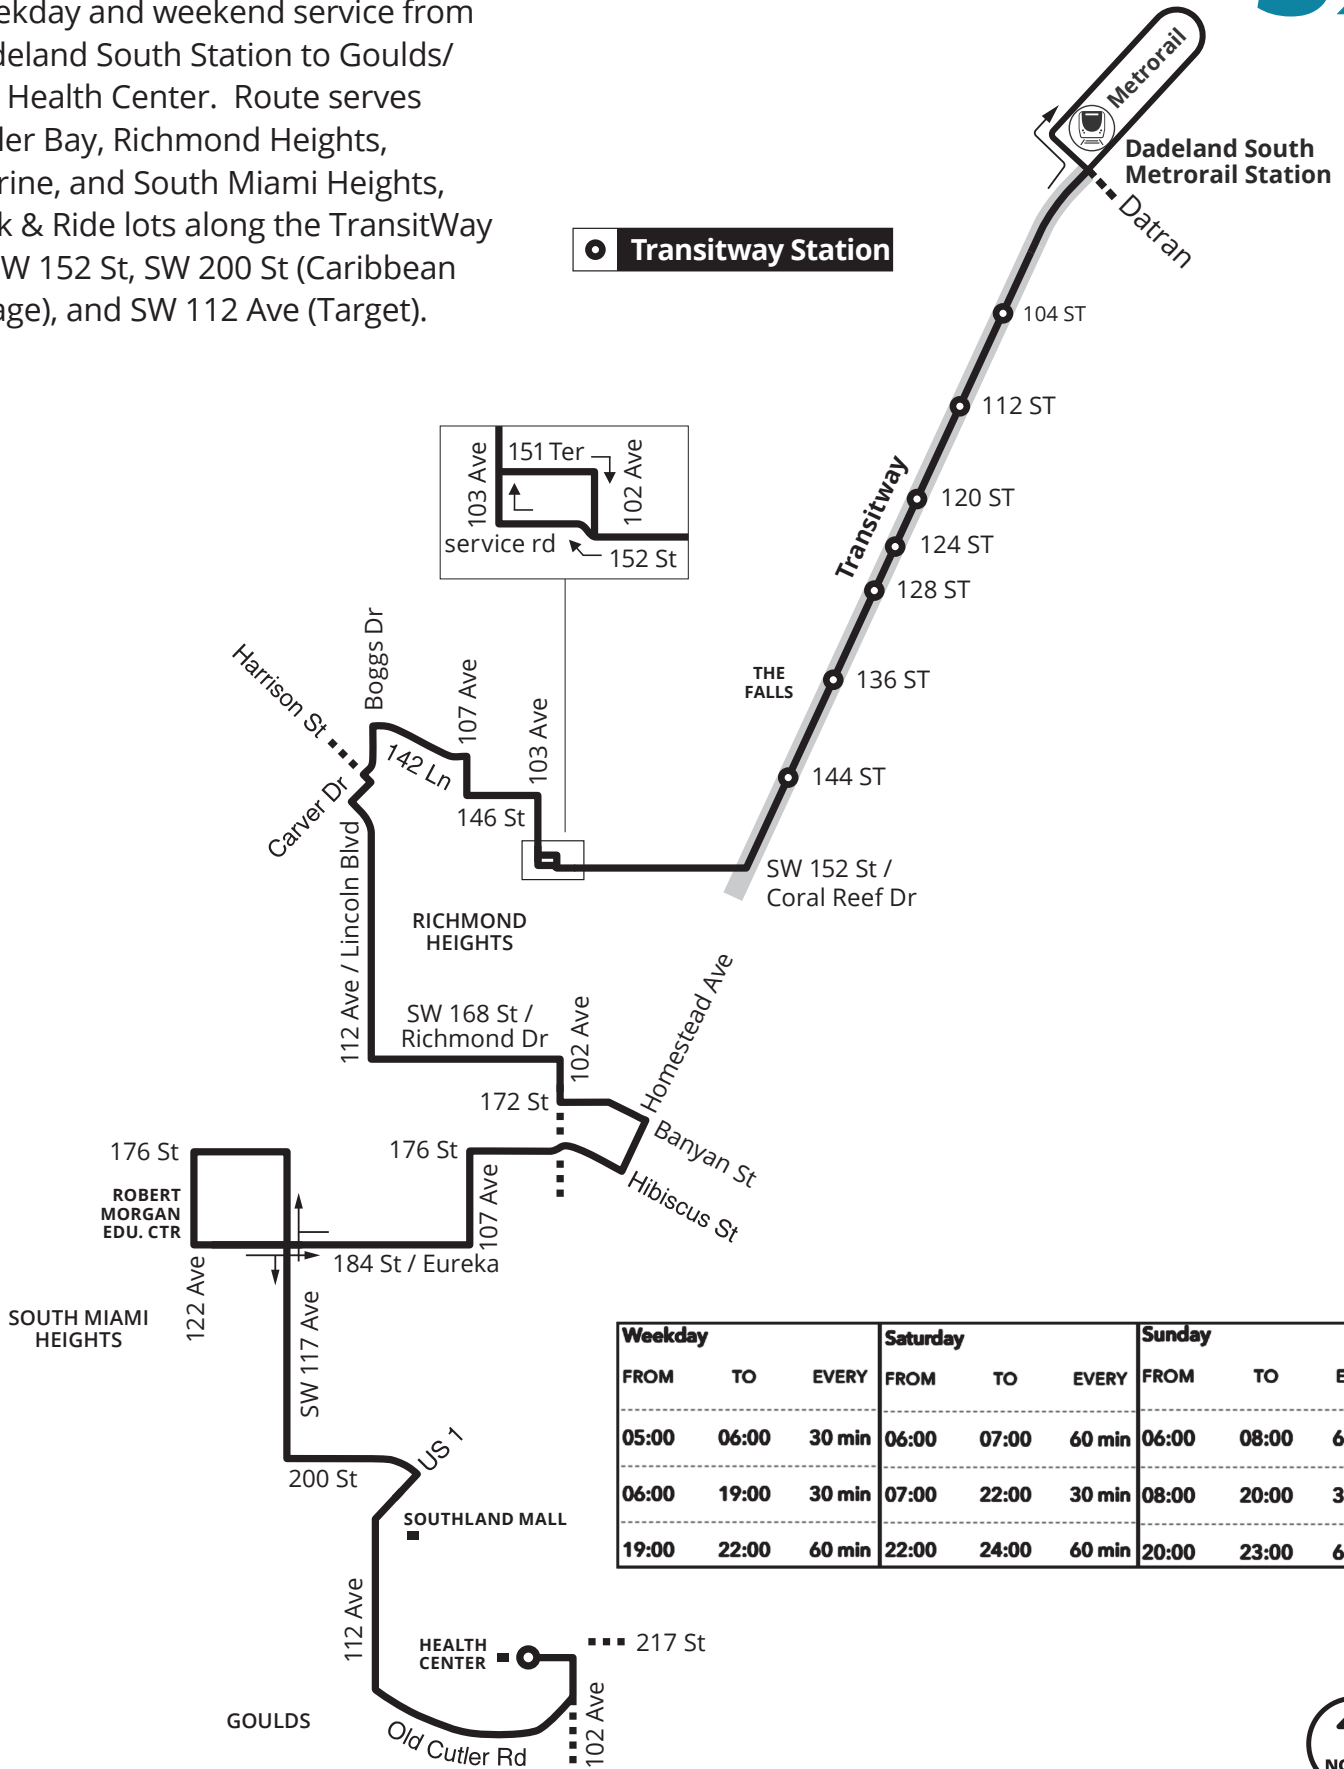 and weekend service from
South Station to Goulds/
Health Center. Route serves
Bay, Richmond Heights,
and South Miami Heights,
& Ride lots along the TransitWay
152 St, SW 200 St (Caribbean
and SW 112 Ave (Target).
Metrorail
Dadeland South
Metrorail Station
Datran
Transitway Station
104 ST
112 ST
120 ST
124 ST
128 ST
136 ST
144 ST
Transitway
THE
FALLS
SW 152 St /
Coral Reef Dr
103 Ave
151 Ter
102 Ave
service rd
152 St
Harrison St
Boggs Dr
107 Ave
103 Ave
142 Ln
Carver Dr
146 St
112 Ave / Lincoln Blvd
RICHMOND
HEIGHTS
SW 168 St /
Richmond Dr
102 Ave
Homestead Ave
172 St
Banyan St
176 St
176 St
Hibiscus St
ROBERT
MORGAN
EDU. CTR
107 Ave
184 St / Eureka
122 Ave
SOUTH MIAMI
HEIGHTS
SW 117 Ave
Weekday Saturday Sunday
FROM TO EVERY FROM TO EVERY FROM TO
05:00 06:00 30 min 06:00 07:00 60 min 06:00 08:00
06:00 19:00 30 min 07:00 22:00 30 min 08:00 20:00
19:00 22:00 60 min 22:00 24:00 60 min 20:00 23:00
US 1
200 St
SOUTHLAND MALL
112 Ave
HEALTH
CENTER
217 St
GOULDS
Old Cutler Rd
102 Ave